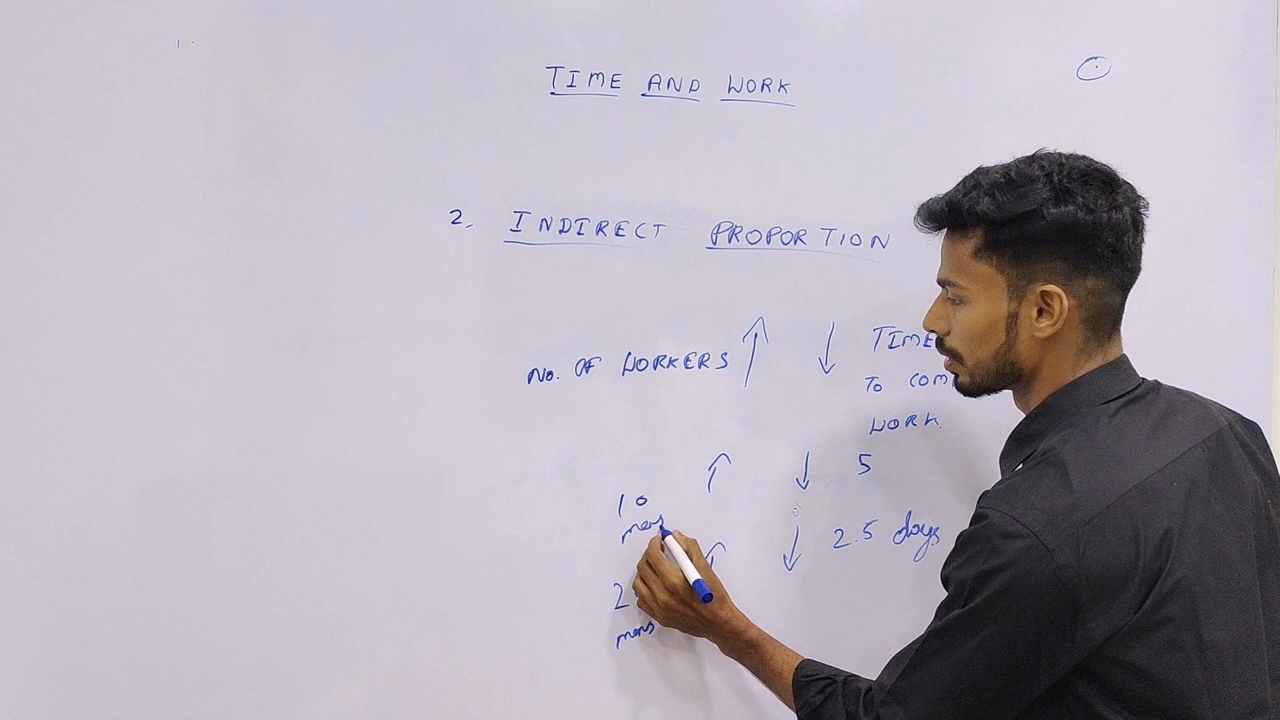 TIME AND WORK
2. INDIRECT PROPORTION
No. OF WORKERS ↑ ↓ TIME
TO COM
WORK.
↑ ↓ 5
10
mens
↑ ↓ 2.5 days
2
mens